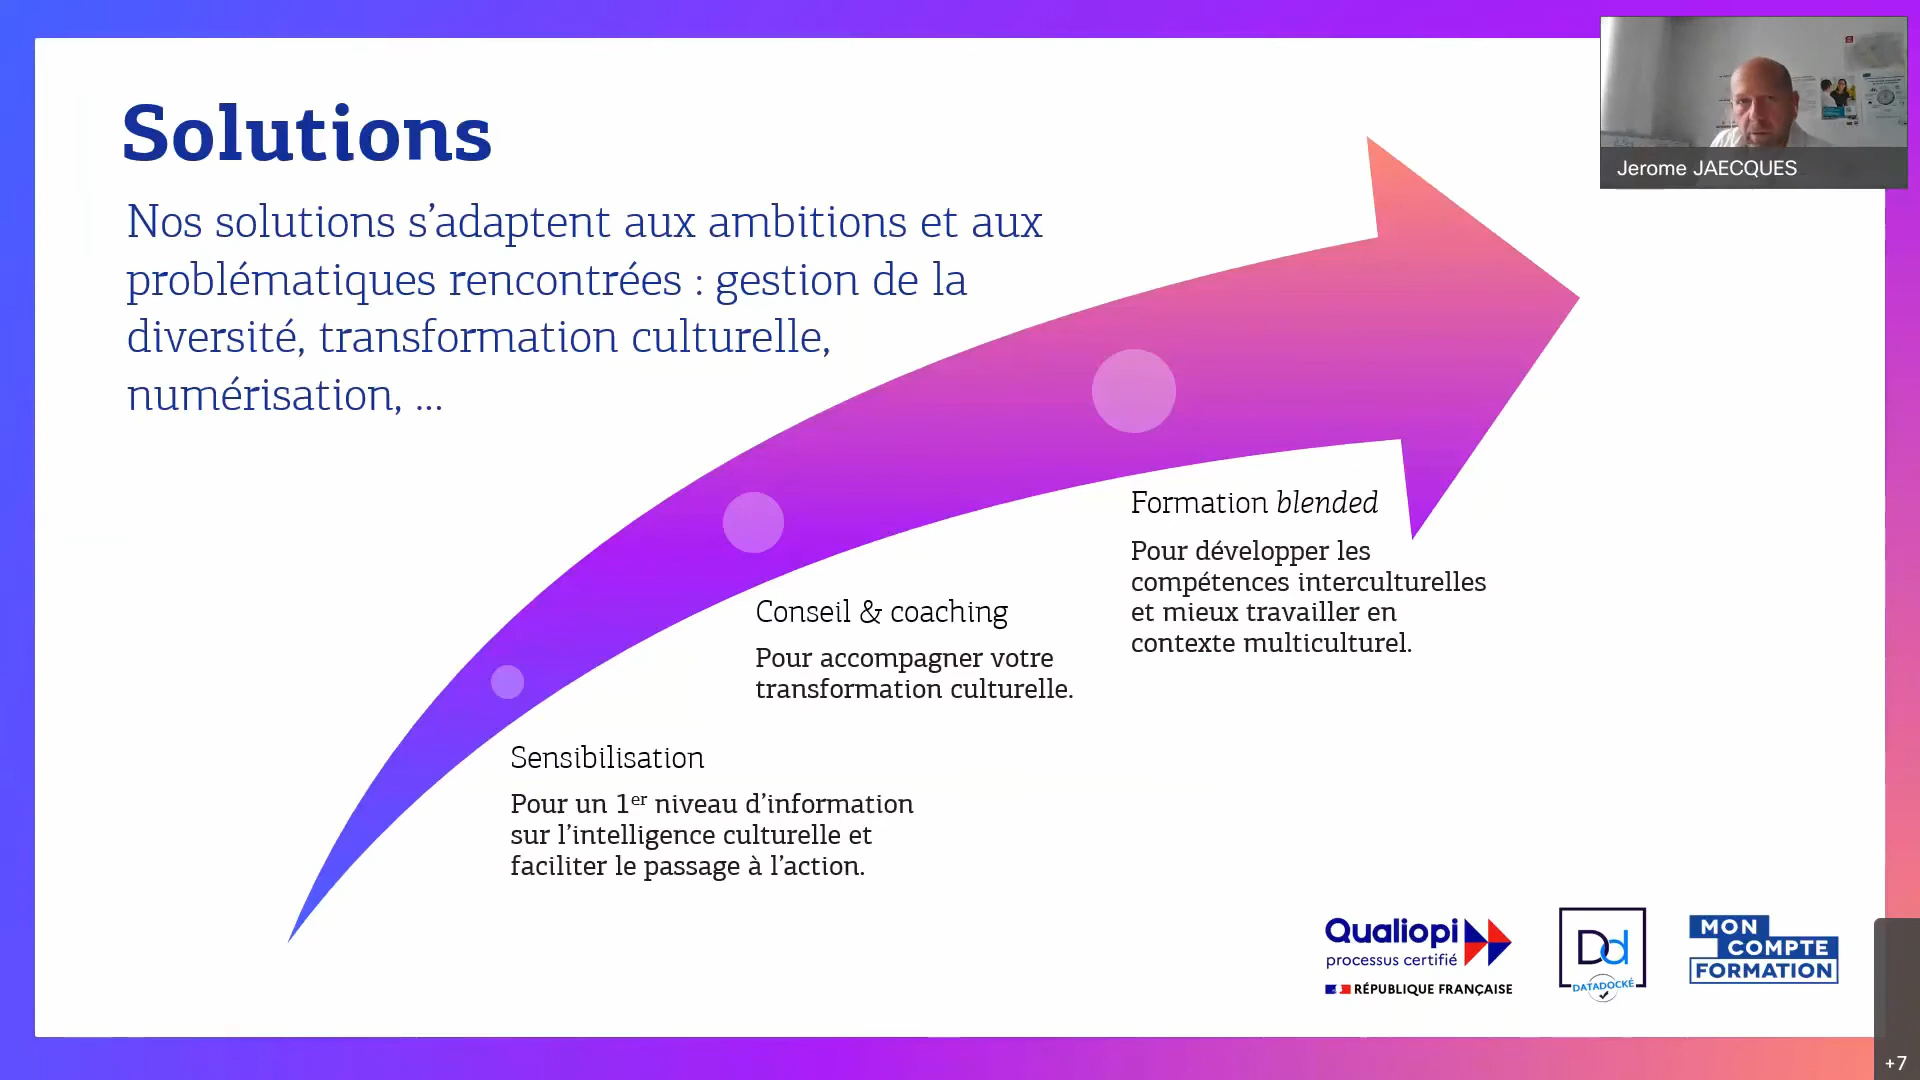 Solutions
Nos solutions s’adaptent aux ambitions et aux
problématiques rencontrées : gestion de la
diversité, transformation culturelle,
numérisation, ...
Jerome JAECQUES
Formation blended
Pour développer les
compétences interculturelles
et mieux travailler en
contexte multiculturel.
Conseil & coaching
Pour accompagner votre
transformation culturelle.
Sensibilisation
Pour un 1er niveau d’information
sur l’intelligence culturelle et
faciliter le passage à l’action.
Qualiopi
processus certifié
RÉPUBLIQUE FRANÇAISE
Dd
DATADOCKÉ
MON
COMPTE
FORMATION
+7